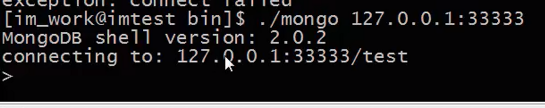 exception: connect failed
[im_work@imtest bin]$ ./mongo 127.0.0.1:33333
MongoDB shell version: 2.0.2
connecting to: 127.0.0.1:33333/test
>